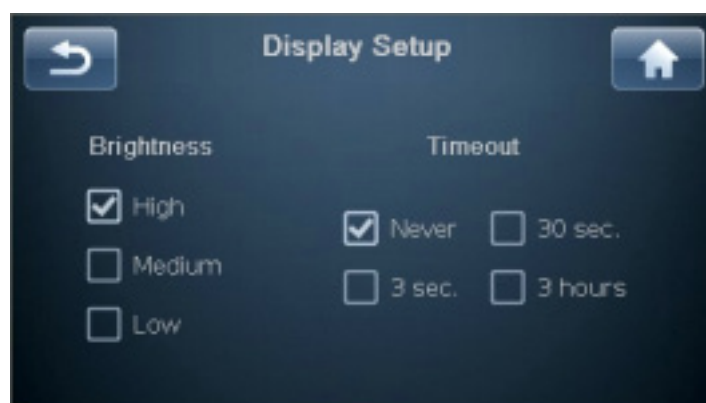 Display Setup
Brightness
Timeout
High
Medium
Low
Never
30 sec.
3 sec.
3 hours